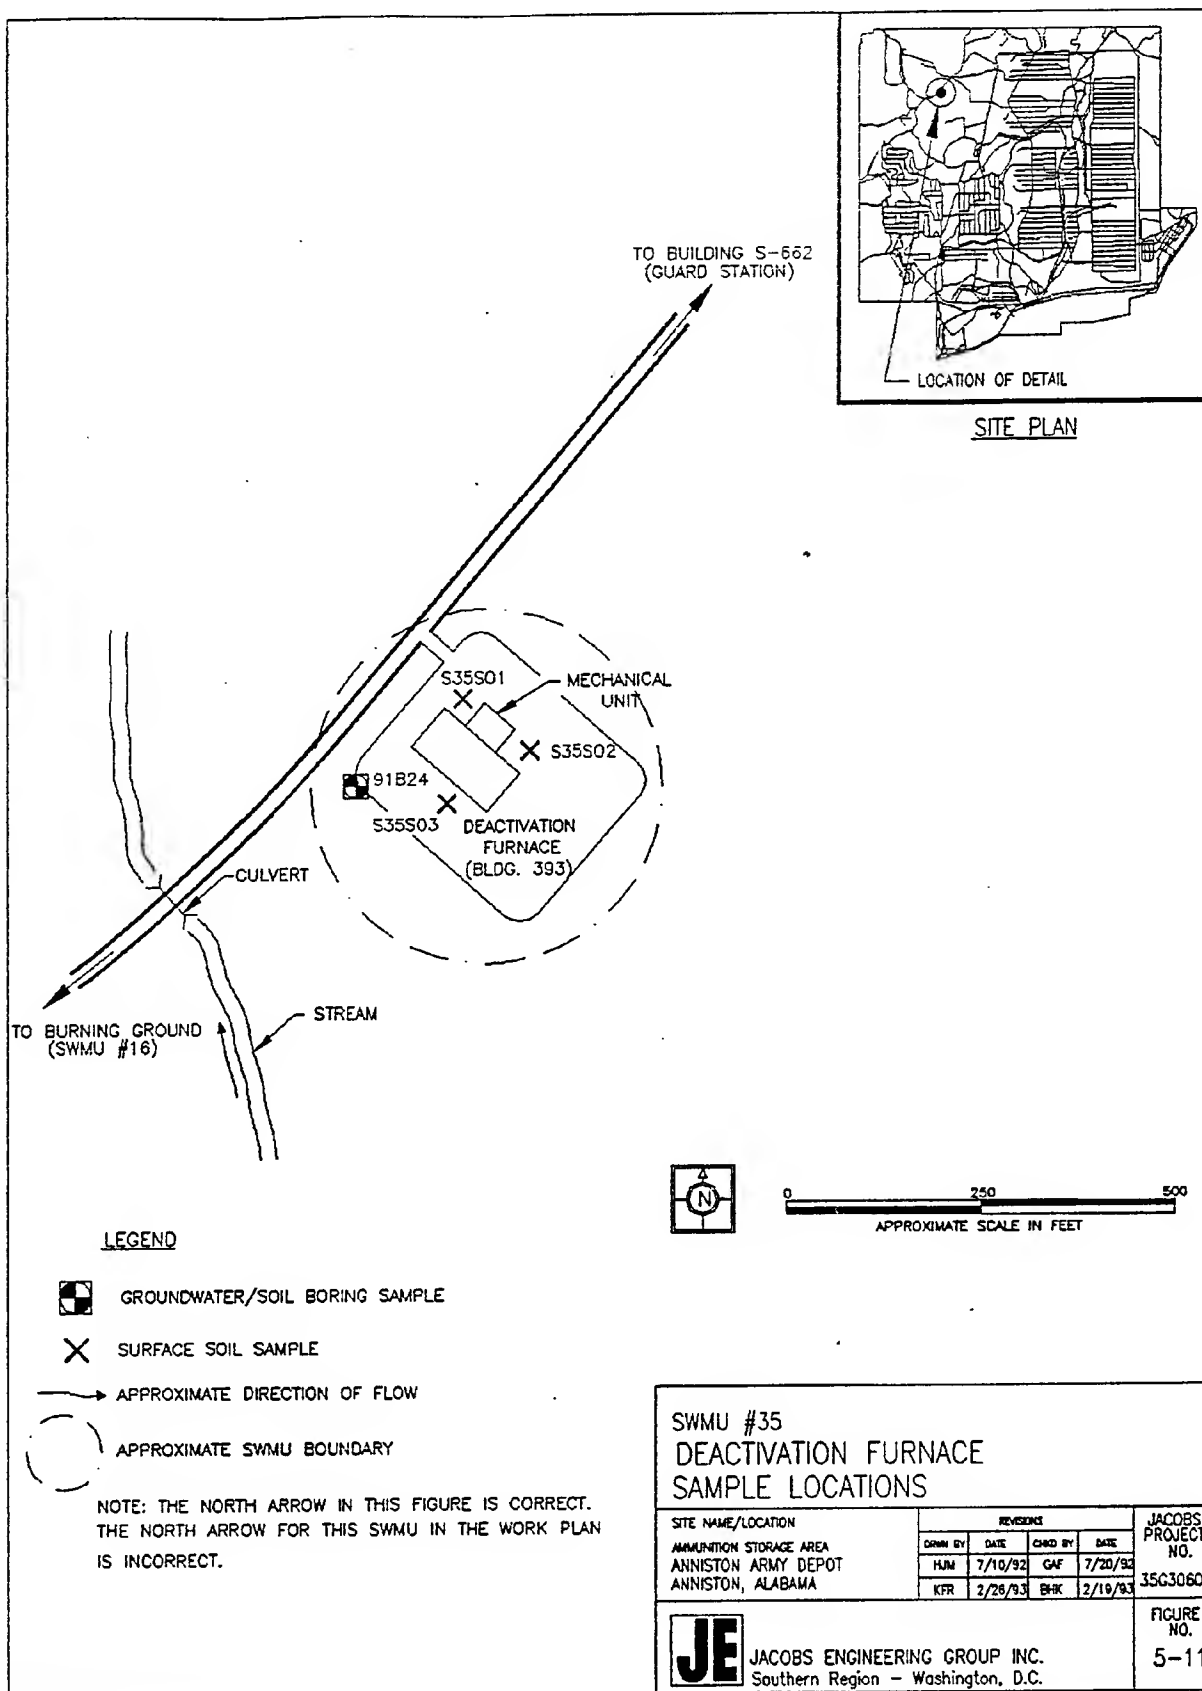 LOCATION OF DETAIL
SITE PLAN
TO BUILDING S-662
(GUARD STATION)
S35S01
MECHANICAL
UNIT
S35S02
91B24
S35S03
DEACTIVATION
FURNACE
(BLDG. 393)
CULVERT
STREAM
TO BURNING GROUND
(SWMU #16)
N
0 250 500
APPROXIMATE SCALE IN FEET
LEGEND
GROUNDWATER/SOIL BORING SAMPLE
SURFACE SOIL SAMPLE
APPROXIMATE DIRECTION OF FLOW
APPROXIMATE SWMU BOUNDARY
NOTE: THE NORTH ARROW IN THIS FIGURE IS CORRECT.
THE NORTH ARROW FOR THIS SWMU IN THE WORK PLAN
IS INCORRECT.
SWMU #35
DEACTIVATION FURNACE
SAMPLE LOCATIONS
SITE NAME/LOCATION
AMMUNITION STORAGE AREA
ANNISTON ARMY DEPOT
ANNISTON, ALABAMA
REVISIONS
DRWN BY DATE CHKD BY DATE
HJM 7/10/92 GAF 7/20/92
KFR 2/26/93 BHK 2/19/93
JACOBS
PROJECT
NO.
35G3060
FIGURE
NO.
5-11
JE
JACOBS ENGINEERING GROUP INC.
Southern Region - Washington, D.C.